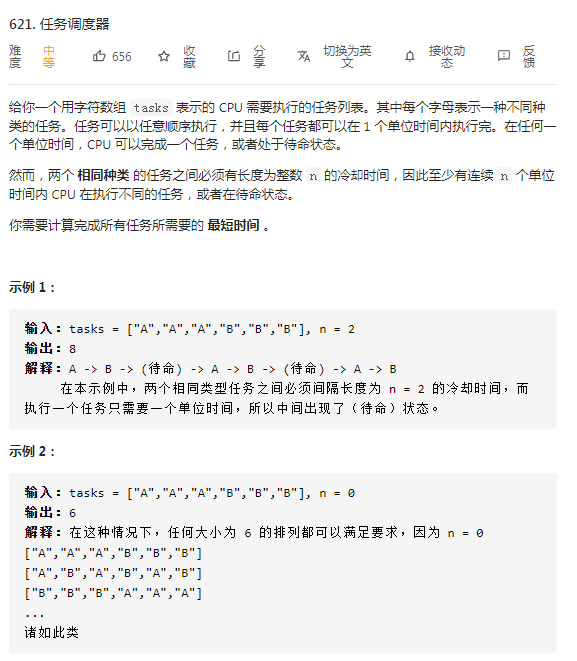 621. 任务调度器
难度 中等 656 收藏 分享 切换为英文 接收动态 反馈
给你一个用字符数组 tasks 表示的 CPU 需要执行的任务列表。其中每个字母表示一种不同种
类的任务。任务可以以任意顺序执行，并且每个任务都可以在 1 个单位时间内执行完。在任何一
个单位时间，CPU 可以完成一个任务，或者处于待命状态。
然而，两个 相同种类 的任务之间必须有长度为整数 n 的冷却时间，因此至少有连续 n 个单位
时间内 CPU 在执行不同的任务，或者在待命状态。
你需要计算完成所有任务所需要的 最短时间 。
示例 1：
输入：tasks = ["A","A","A","B","B","B"], n = 2
输出：8
解释：A -> B -> (待命) -> A -> B -> (待命) -> A -> B
在本示例中，两个相同类型任务之间必须间隔长度为 n = 2 的冷却时间，而
执行一个任务只需要一个单位时间，所以中间出现了（待命）状态。
示例 2：
输入：tasks = ["A","A","A","B","B","B"], n = 0
输出：6
解释：在这种情况下，任何大小为 6 的排列都可以满足要求，因为 n = 0
["A","A","A","B","B","B"]
["A","B","A","B","A","B"]
["B","B","B","A","A","A"]
...
诸如此类